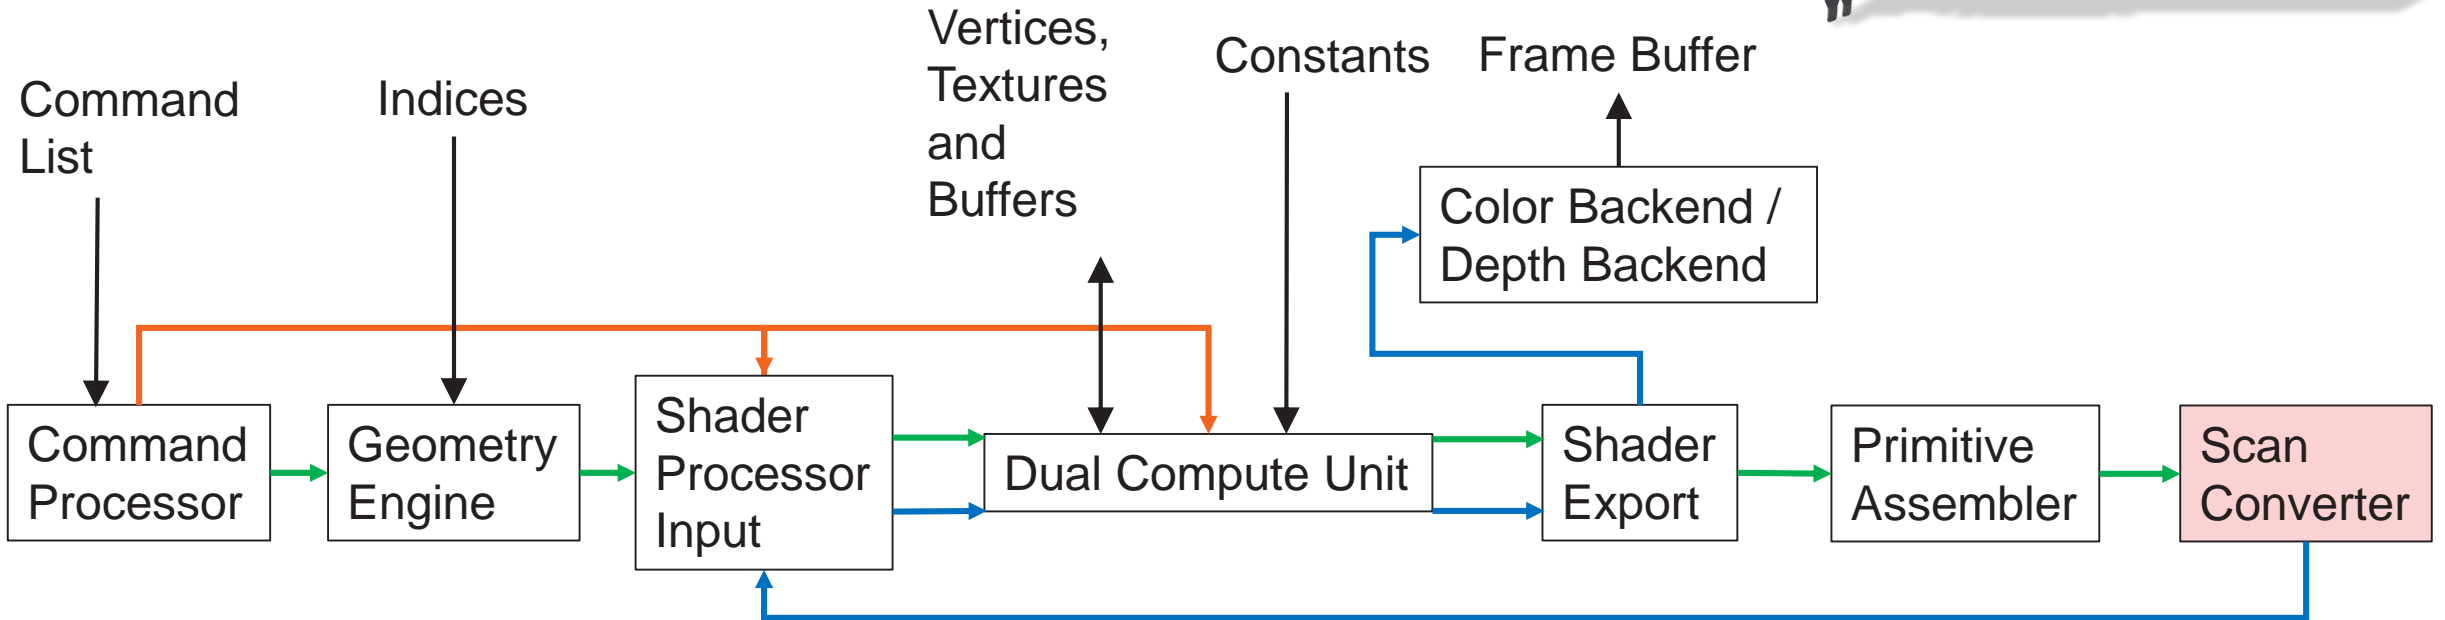 Command
List
Indices
Vertices,
Textures
and
Buffers
Constants
Frame Buffer
Color Backend /
Depth Backend
Command
Processor
Geometry
Engine
Shader
Processor
Input
Dual Compute Unit
Shader
Export
Primitive
Assembler
Scan
Converter